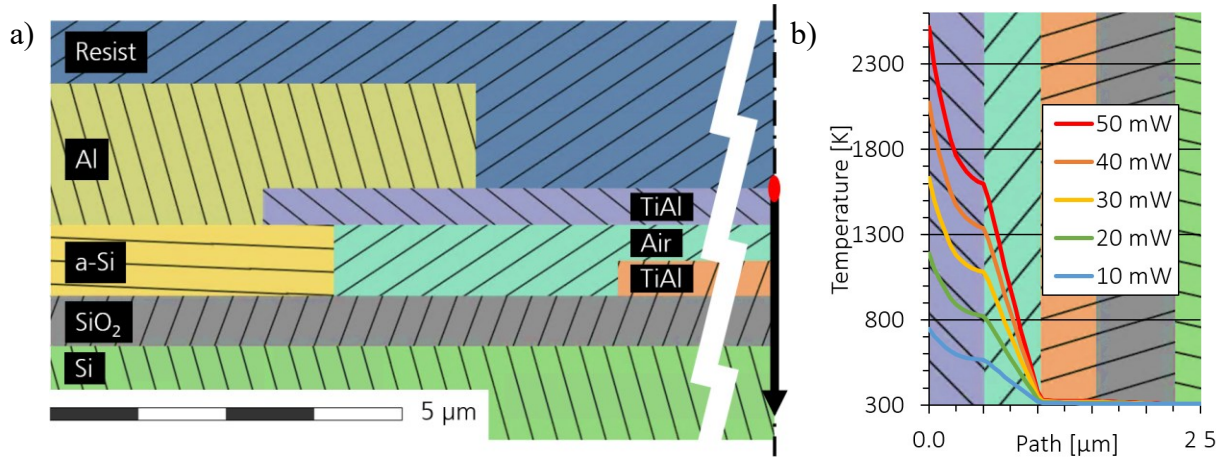 a)
Resist
Al
TiAl
Air
a-Si
TiAl
SiO₂
Si
5 µm
b)
2300
1800
1300
800
300
Temperature [K]
50 mW
40 mW
30 mW
20 mW
10 mW
0.0
Path [µm]
2 5